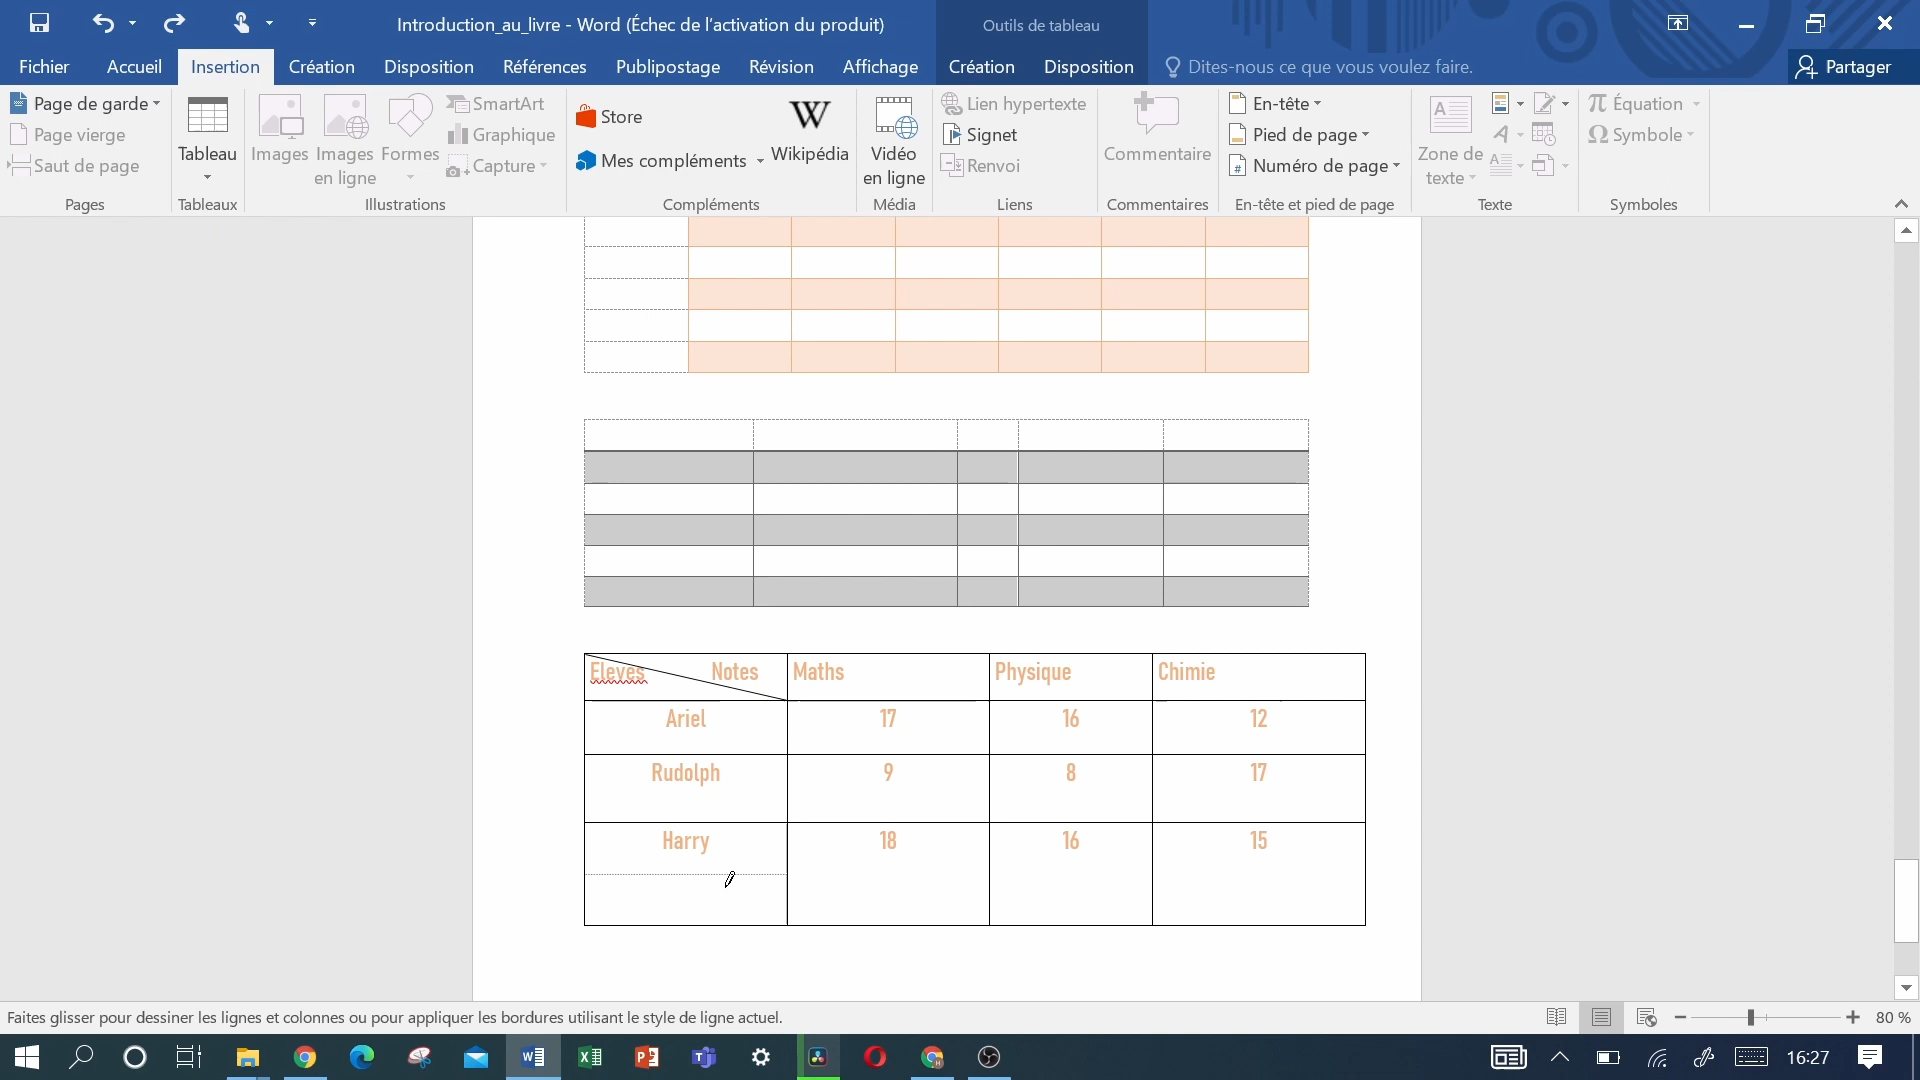 Introduction_au_livre - Word (Échec de l'activation du produit)
Outils de tableau
Fichier Accueil Insertion Création Disposition Références Publipostage Révision Affichage Création Disposition Dites-nous ce que vous voulez faire. Partager
Page de garde
Page vierge
Saut de page
Pages
Tableau
Tableaux
Images
Images
en ligne
Formes
SmartArt
Graphique
Capture
Illustrations
Store
Mes compléments
W
Wikipédia
Compléments
Vidéo
en ligne
Média
Lien hypertexte
Signet
Renvoi
Liens
Commentaire
Commentaires
En-tête
Pied de page
Numéro de page
En-tête et pied de page
A
Zone de
texte
Texte
π Équation
Ω Symbole
Symboles
Eleves Notes Maths Physique Chimie
Ariel 17 16 12
Rudolph 9 8 17
Harry 18 16 15
Faites glisser pour dessiner les lignes et colonnes ou pour appliquer les bordures utilisant le style de ligne actuel.
80 %
16:27